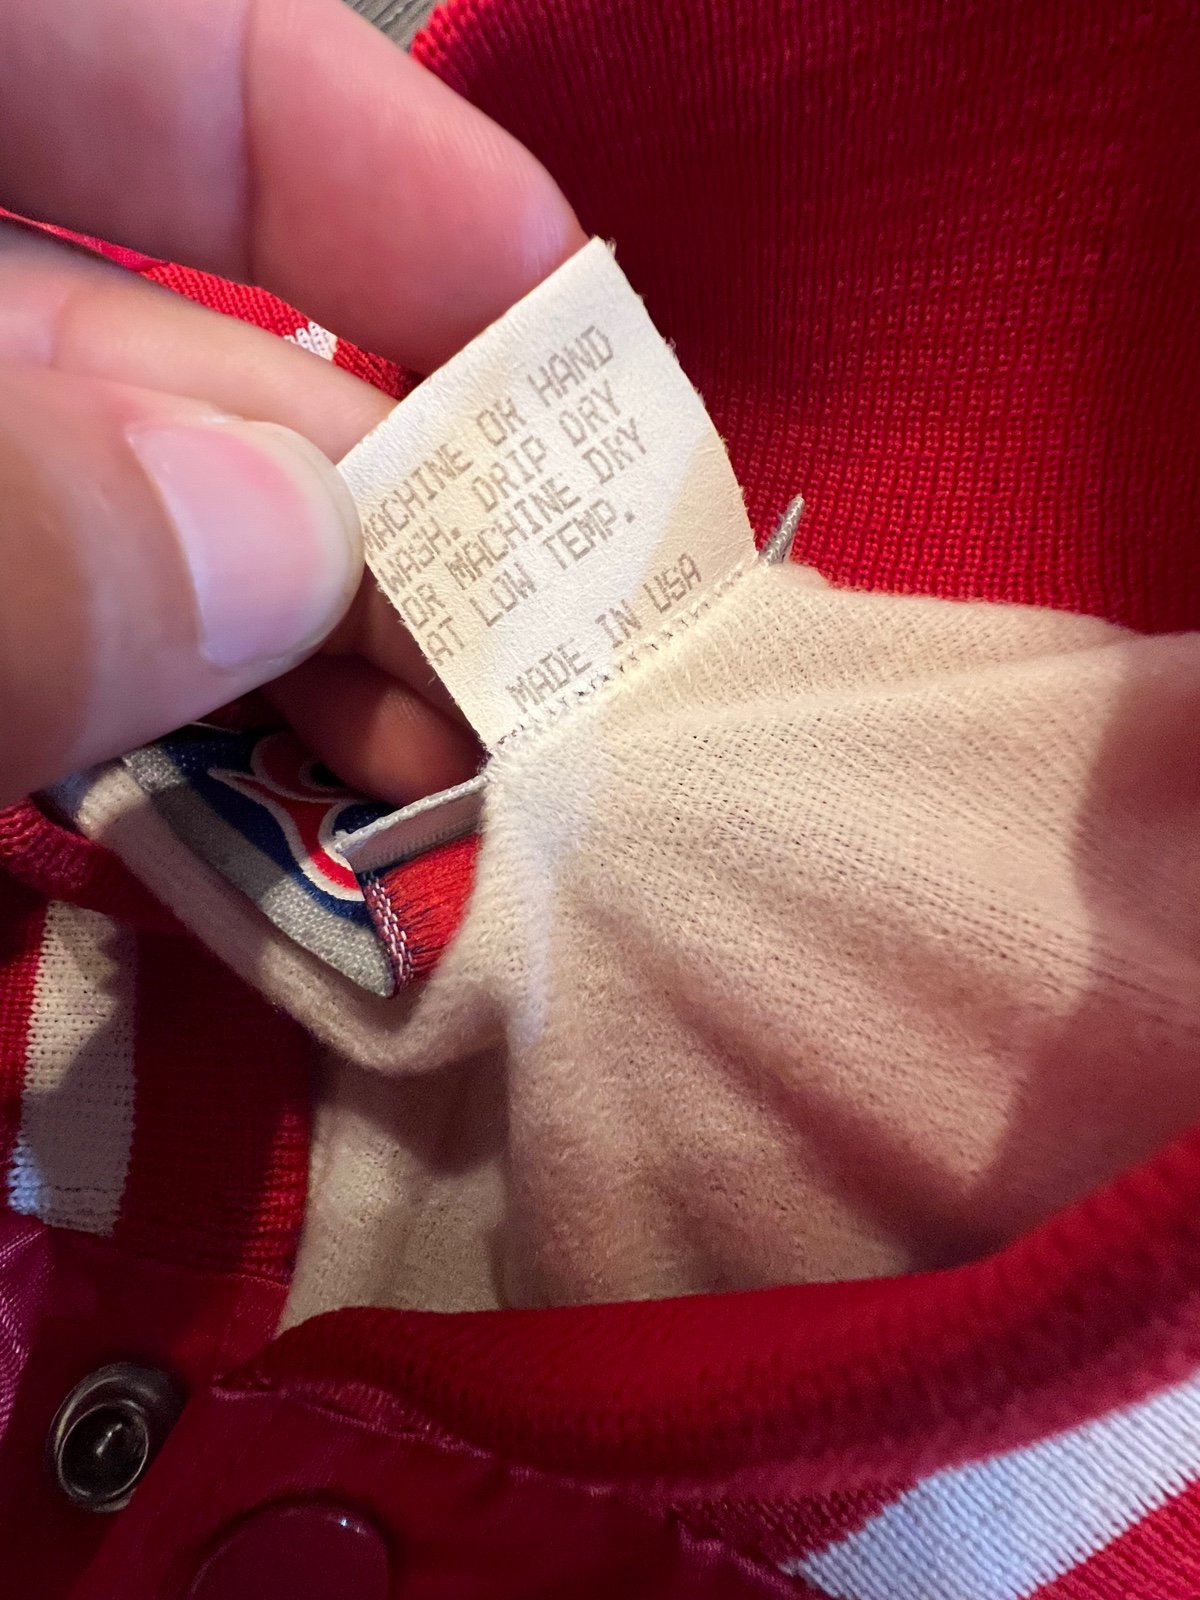 MACHINE OR HAND
WASH. DRIP DRY
OR MACHINE DRY
AT LOW TEMP.
MADE IN USA